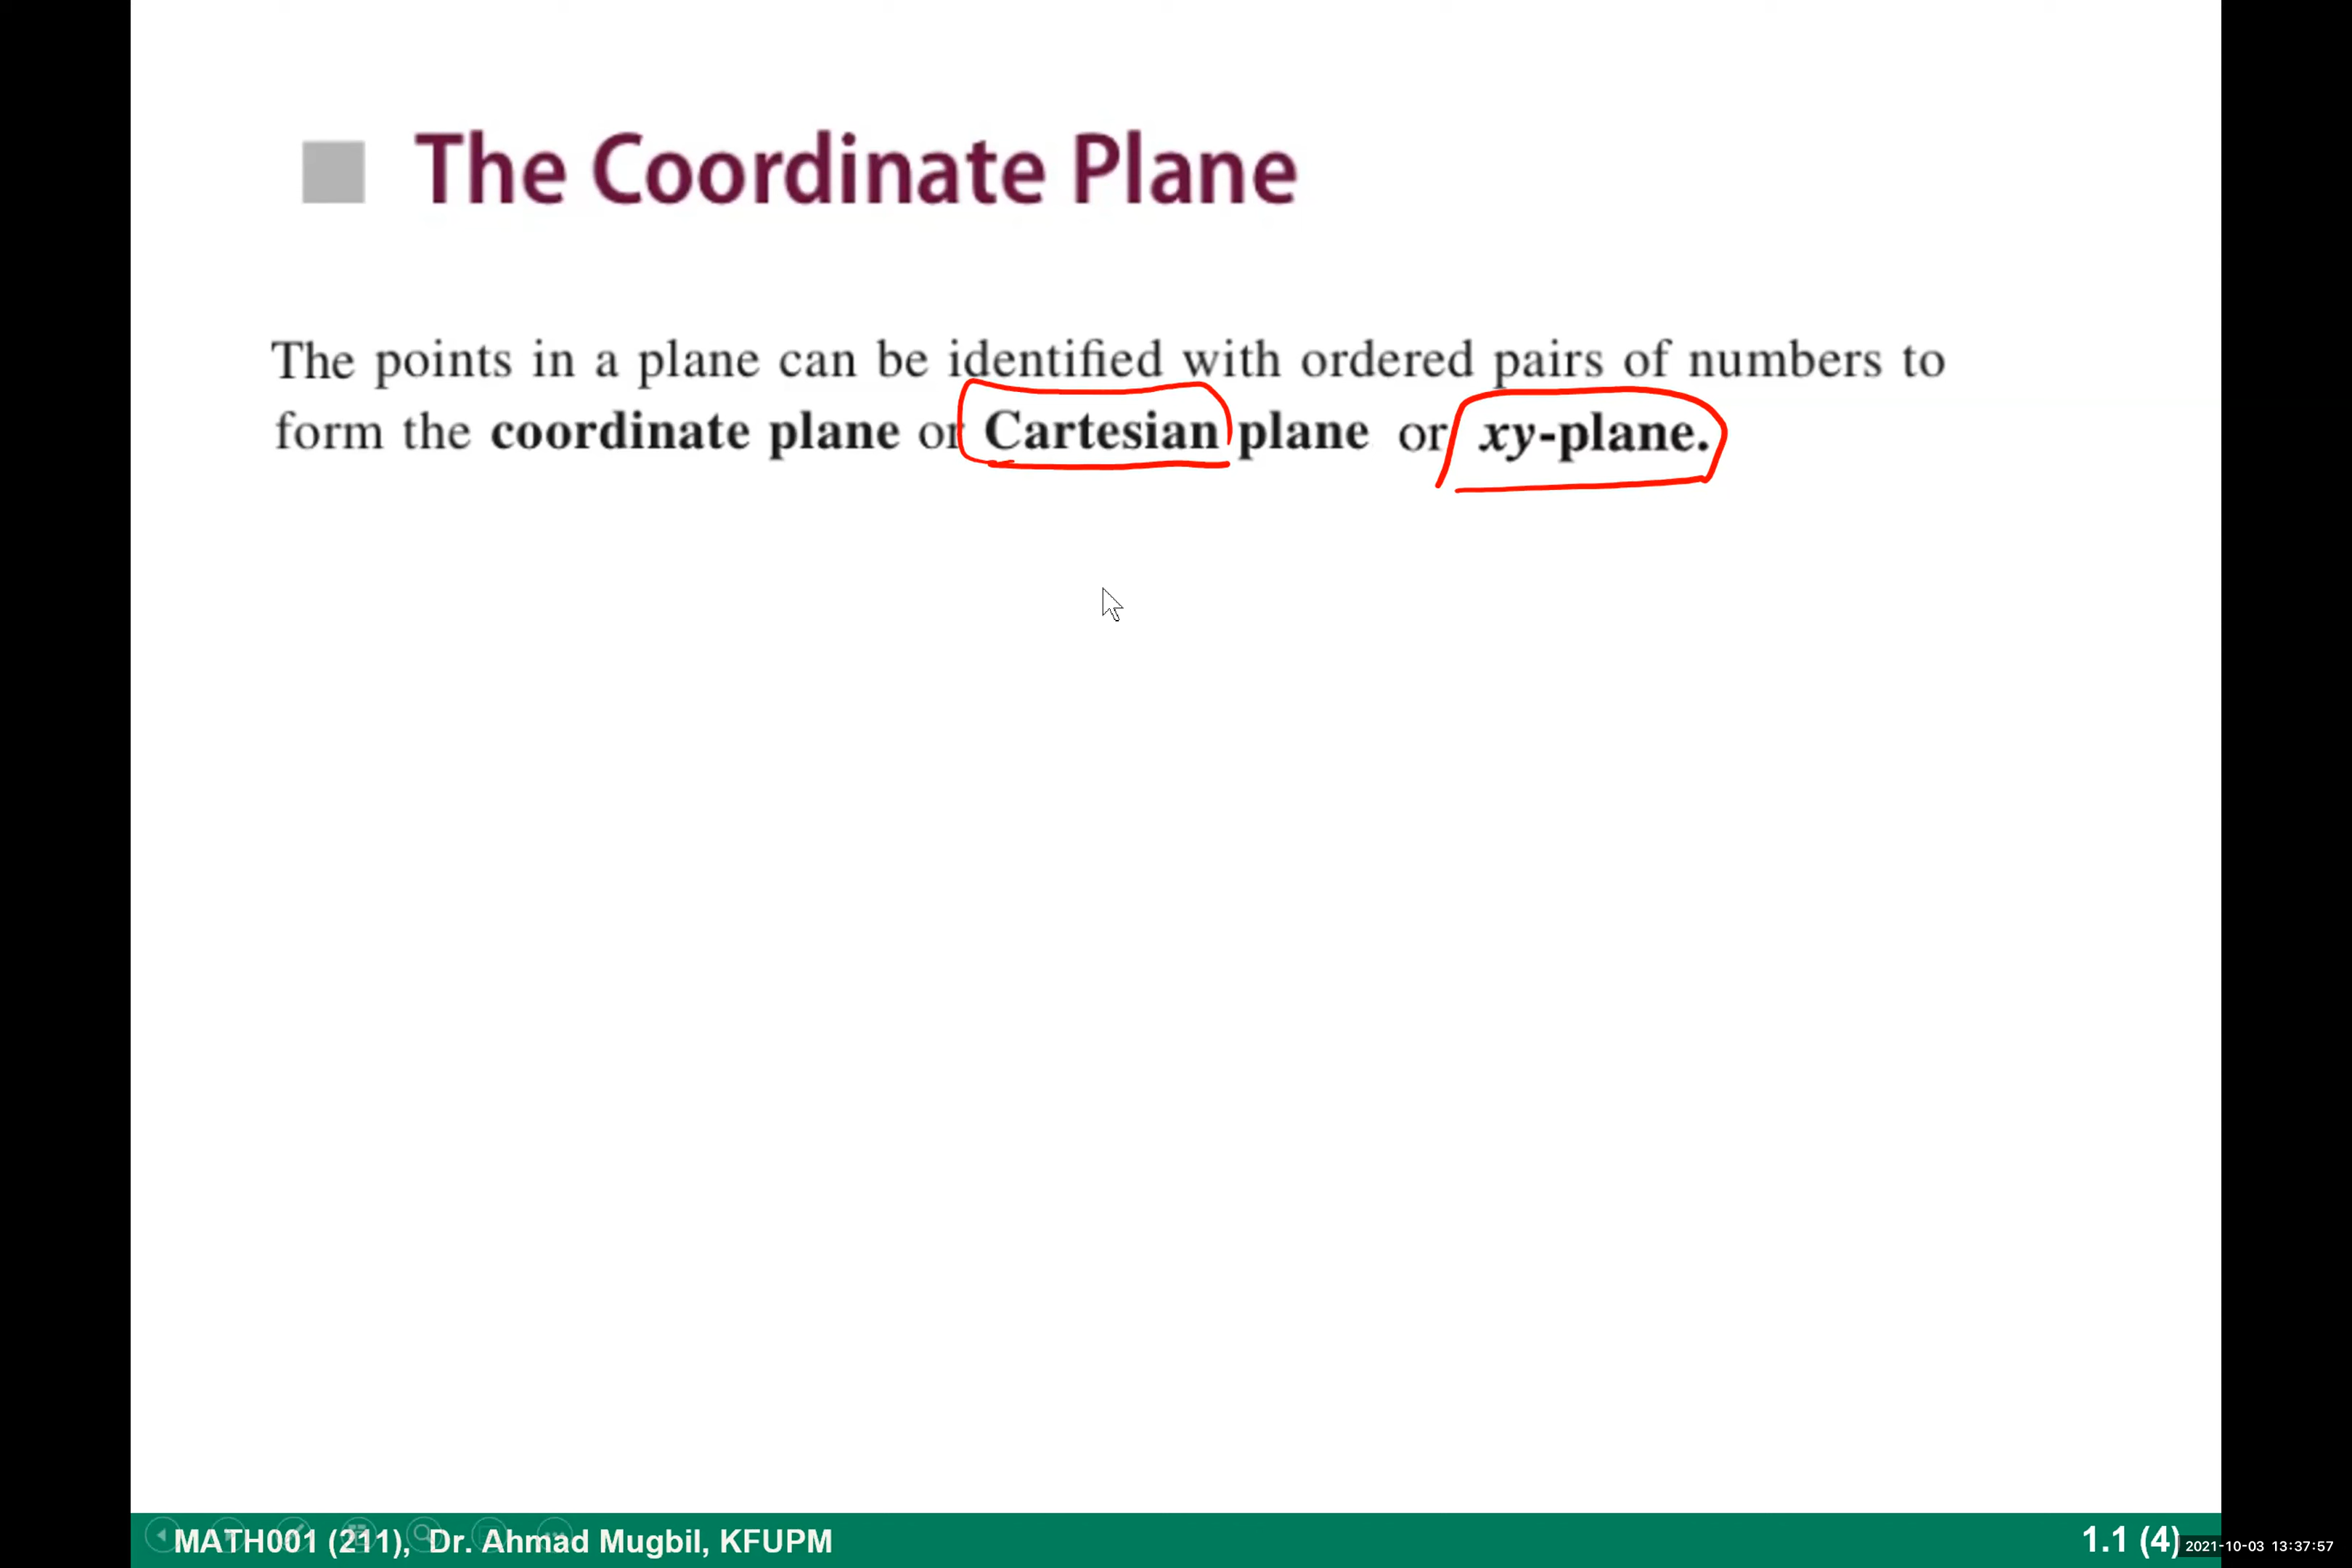 The Coordinate Plane
The points in a plane can be identified with ordered pairs of numbers to
form the coordinate plane or Cartesian plane or xy-plane.
MATH001 (211), Dr. Ahmad Mugbil, KFUPM
1.1 (4)
2021-10-03 13:37:57